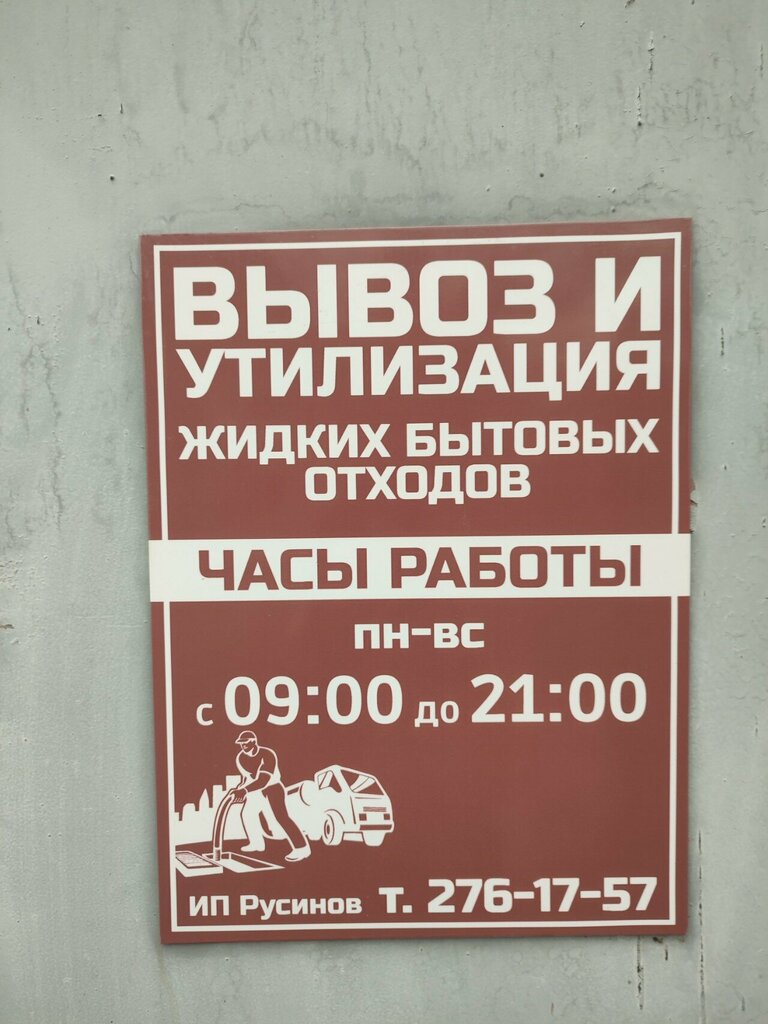 ВЫВОЗ И
УТИЛИЗАЦИЯ
ЖИДКИХ БЫТОВЫХ
ОТХОДОВ
ЧАСЫ РАБОТЫ
ПН-ВС
с 09:00 до 21:00
ИП Русинов т. 276-17-57